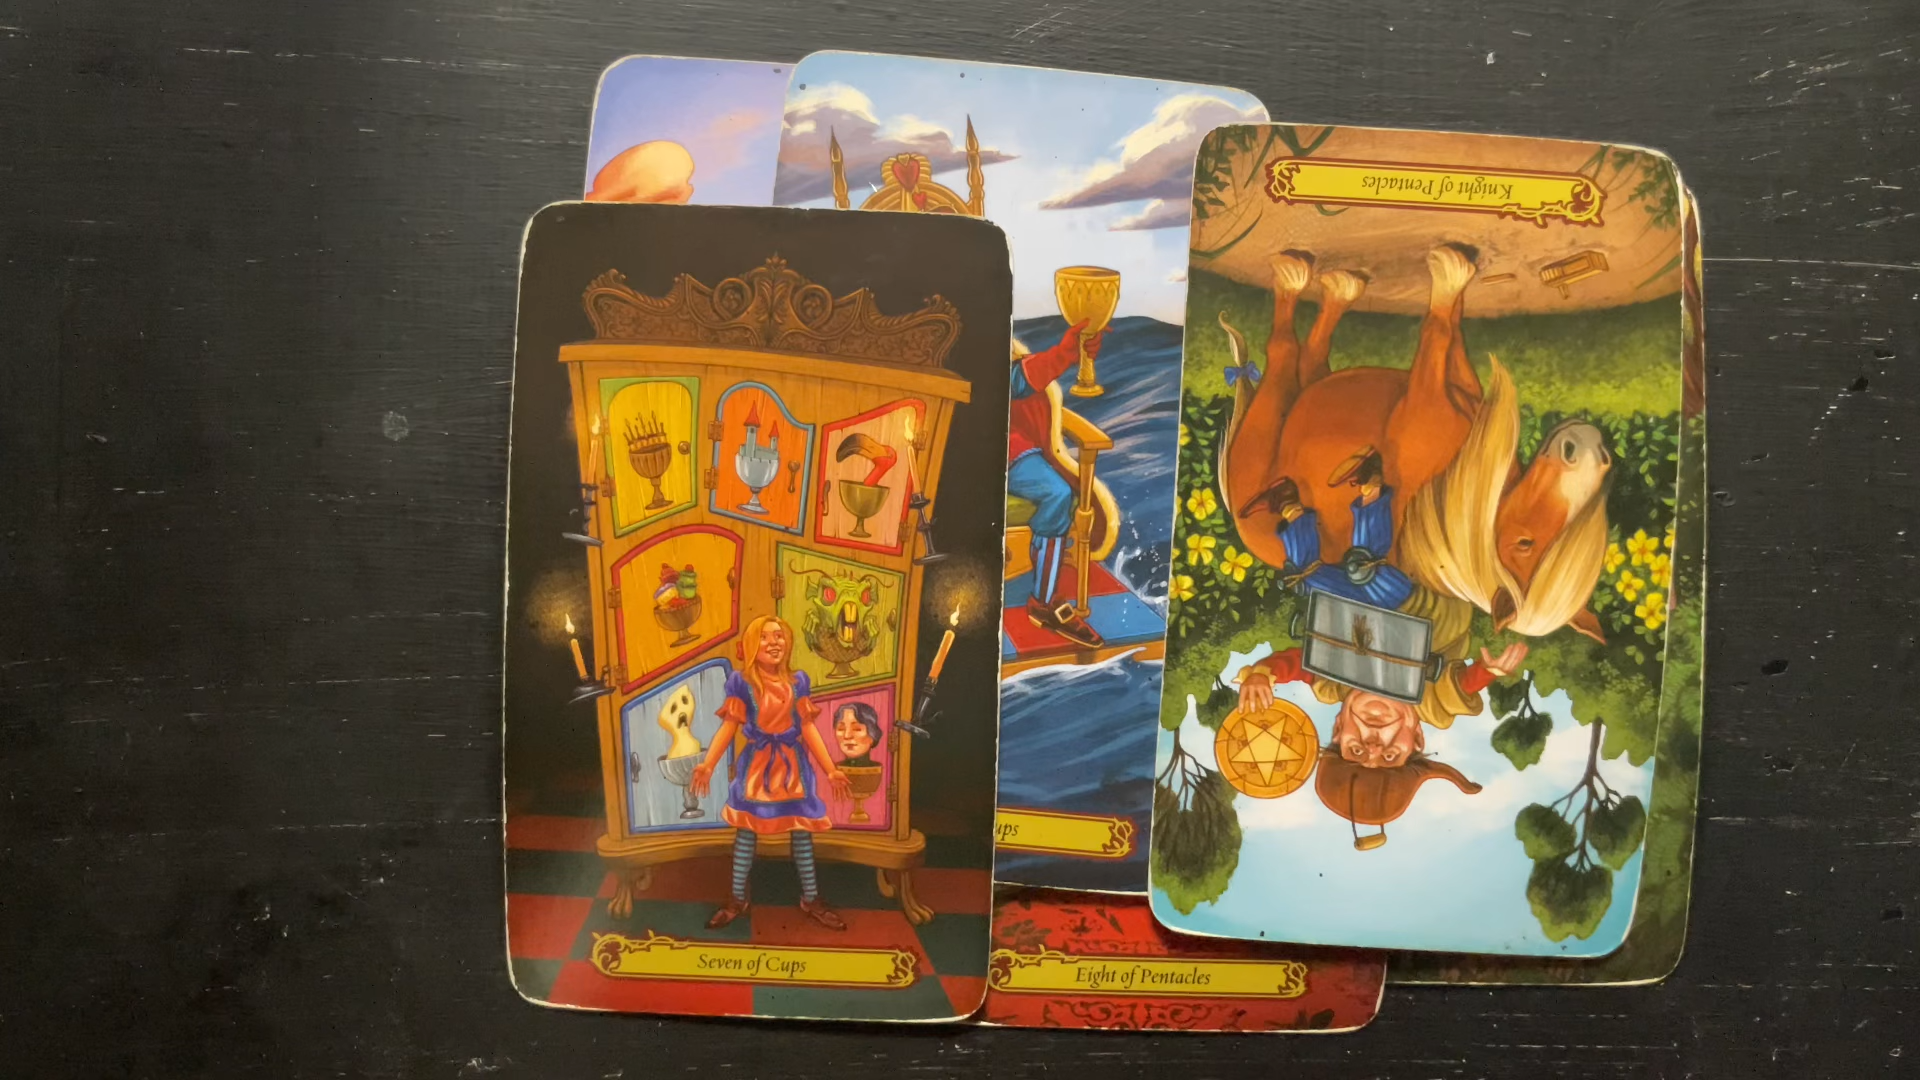 Knight of Pentacles
ups
Eight of Pentacles
Seven of Cups